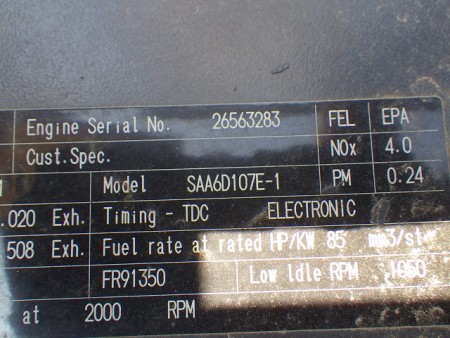 Engine Serial No. 26563283 FEL EPA
Cust.Spec. NOx 4.0
Model SAA6D107E-1 PM 0.24
.020 Exh. Timing - TDC ELECTRONIC
508 Exh. Fuel rate at rated HP/KW 85 mm3/st
FR91350 Low Idle RPM 1050
at 2000 RPM